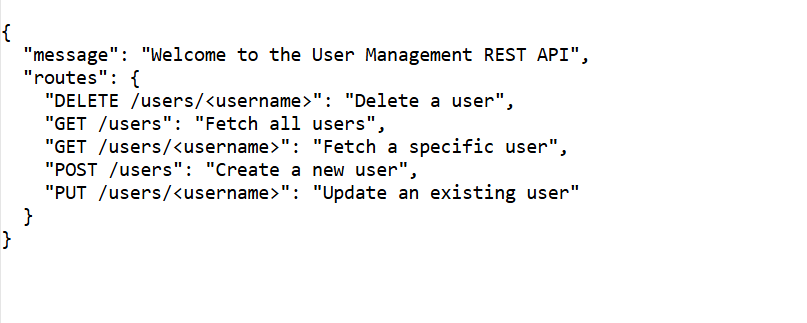 {
  "message": "Welcome to the User Management REST API",
  "routes": {
    "DELETE /users/<username>": "Delete a user",
    "GET /users": "Fetch all users",
    "GET /users/<username>": "Fetch a specific user",
    "POST /users": "Create a new user",
    "PUT /users/<username>": "Update an existing user"
  }
}